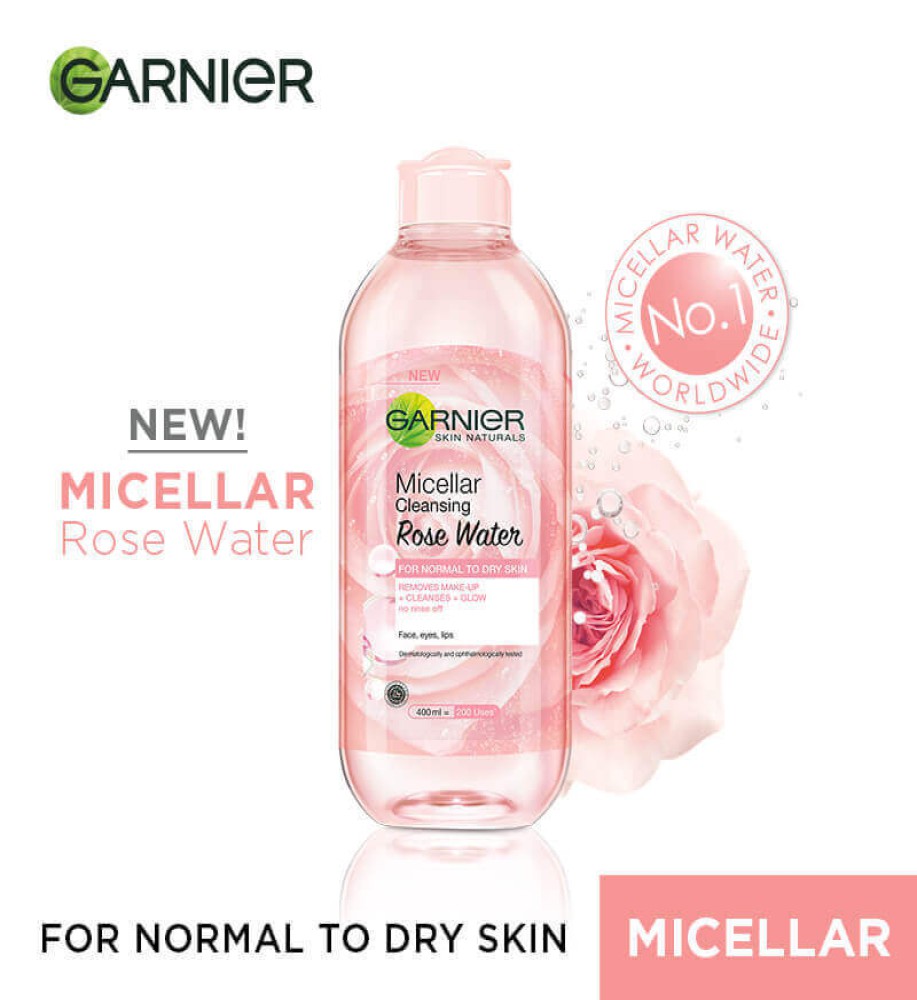 GARNIER
MICELLAR WATER
No.1
WORLDWIDE
NEW!
MICELLAR
Rose Water
NEW
GARNIER
SKIN NATURALS
Micellar
Cleansing
Rose Water
FOR NORMAL TO DRY SKIN
REMOVES MAKE-UP
+ CLEANSES + GLOW
no rinse off
Face, eyes, lips
Dermatologically and ophthalmologically tested
400 ml = 200 Uses
FOR NORMAL TO DRY SKIN
MICELLAR